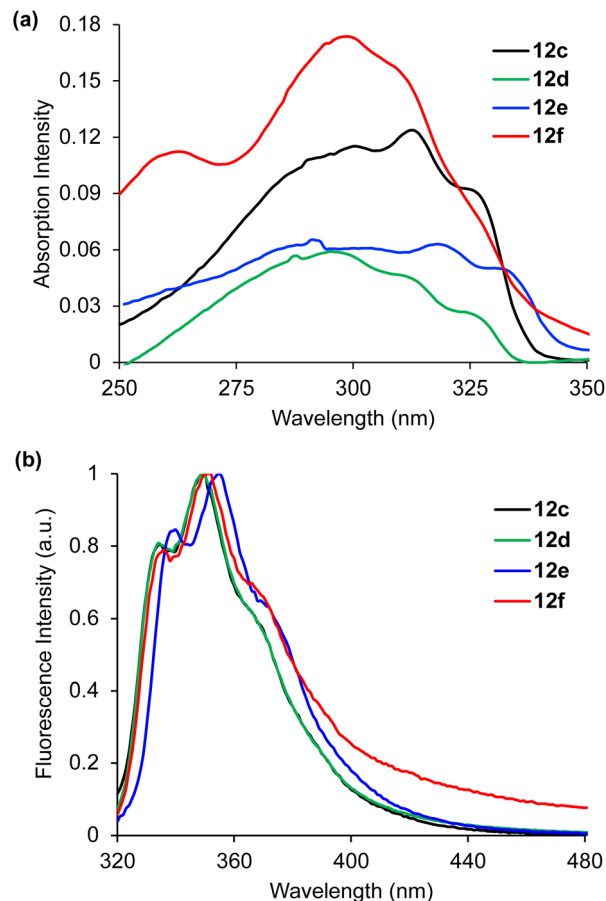 (a)
Absorption Intensity
0.18
0.15
0.12
0.09
0.06
0.03
0
250
275
300
325
350
Wavelength (nm)
12c
12d
12e
12f
(b)
Fluorescence Intensity (a.u.)
1
0.8
0.6
0.4
0.2
0
320
360
400
440
480
Wavelength (nm)
12c
12d
12e
12f